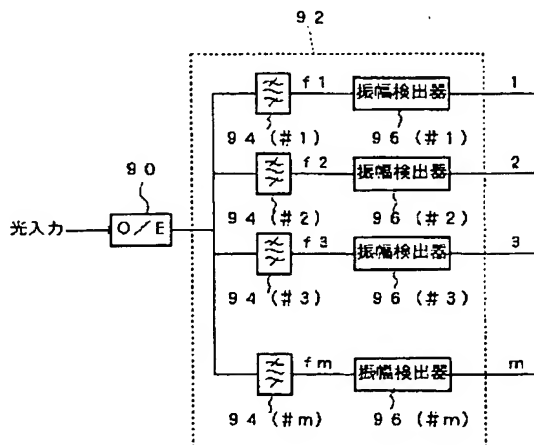 ９２
ｆ１ 振幅検出器 １
９４（＃１） ９６（＃１）
９０
ｆ２ 振幅検出器 ２
９４（＃２） ９６（＃２）
光入力 Ｏ／Ｅ
ｆ３ 振幅検出器 ３
９４（＃３） ９６（＃３）
ｆｍ 振幅検出器 ｍ
９４（＃ｍ） ９６（＃ｍ）